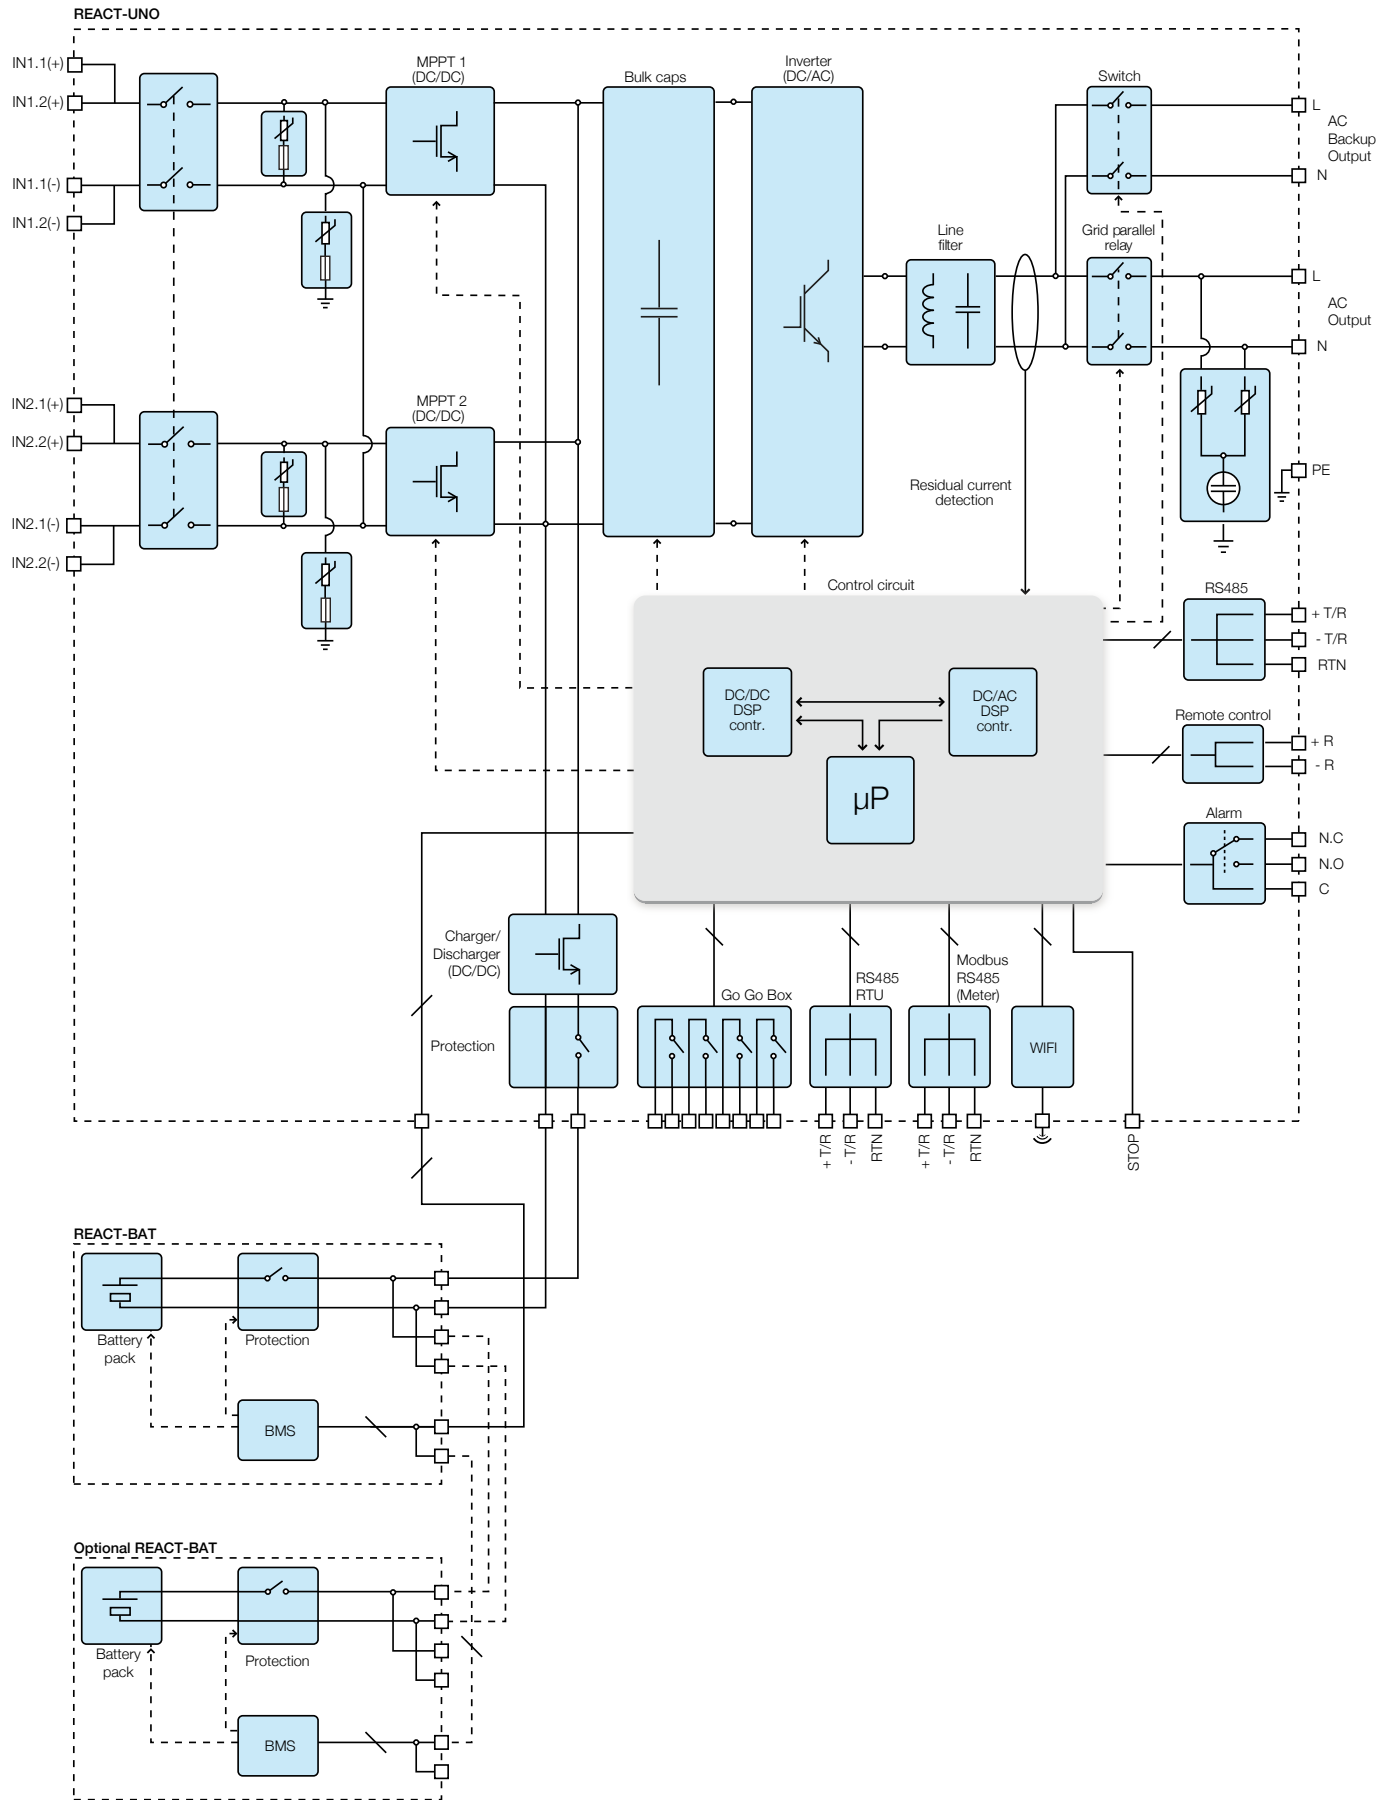 REACT-UNO
IN1.1(+)
IN1.2(+)
IN1.1(-)
IN1.2(-)
MPPT 1
(DC/DC)
Bulk caps
Inverter
(DC/AC)
Switch
L
AC
Backup
Output
N
Line
filter
Grid parallel
relay
L
AC
Output
N
IN2.1(+)
IN2.2(+)
IN2.1(-)
IN2.2(-)
MPPT 2
(DC/DC)
Residual current
detection
PE
Control circuit
RS485
+ T/R
- T/R
RTN
DC/DC
DSP
contr.
DC/AC
DSP
contr.
µP
Remote control
+ R
- R
Alarm
N.C
N.O
C
Charger/
Discharger
(DC/DC)
Protection
Go Go Box
RS485
RTU
Modbus
RS485
(Meter)
WIFI
+ T/R
- T/R
RTN
+ T/R
- T/R
RTN
STOP
REACT-BAT
Battery
pack
Protection
BMS
Optional REACT-BAT
Battery
pack
Protection
BMS